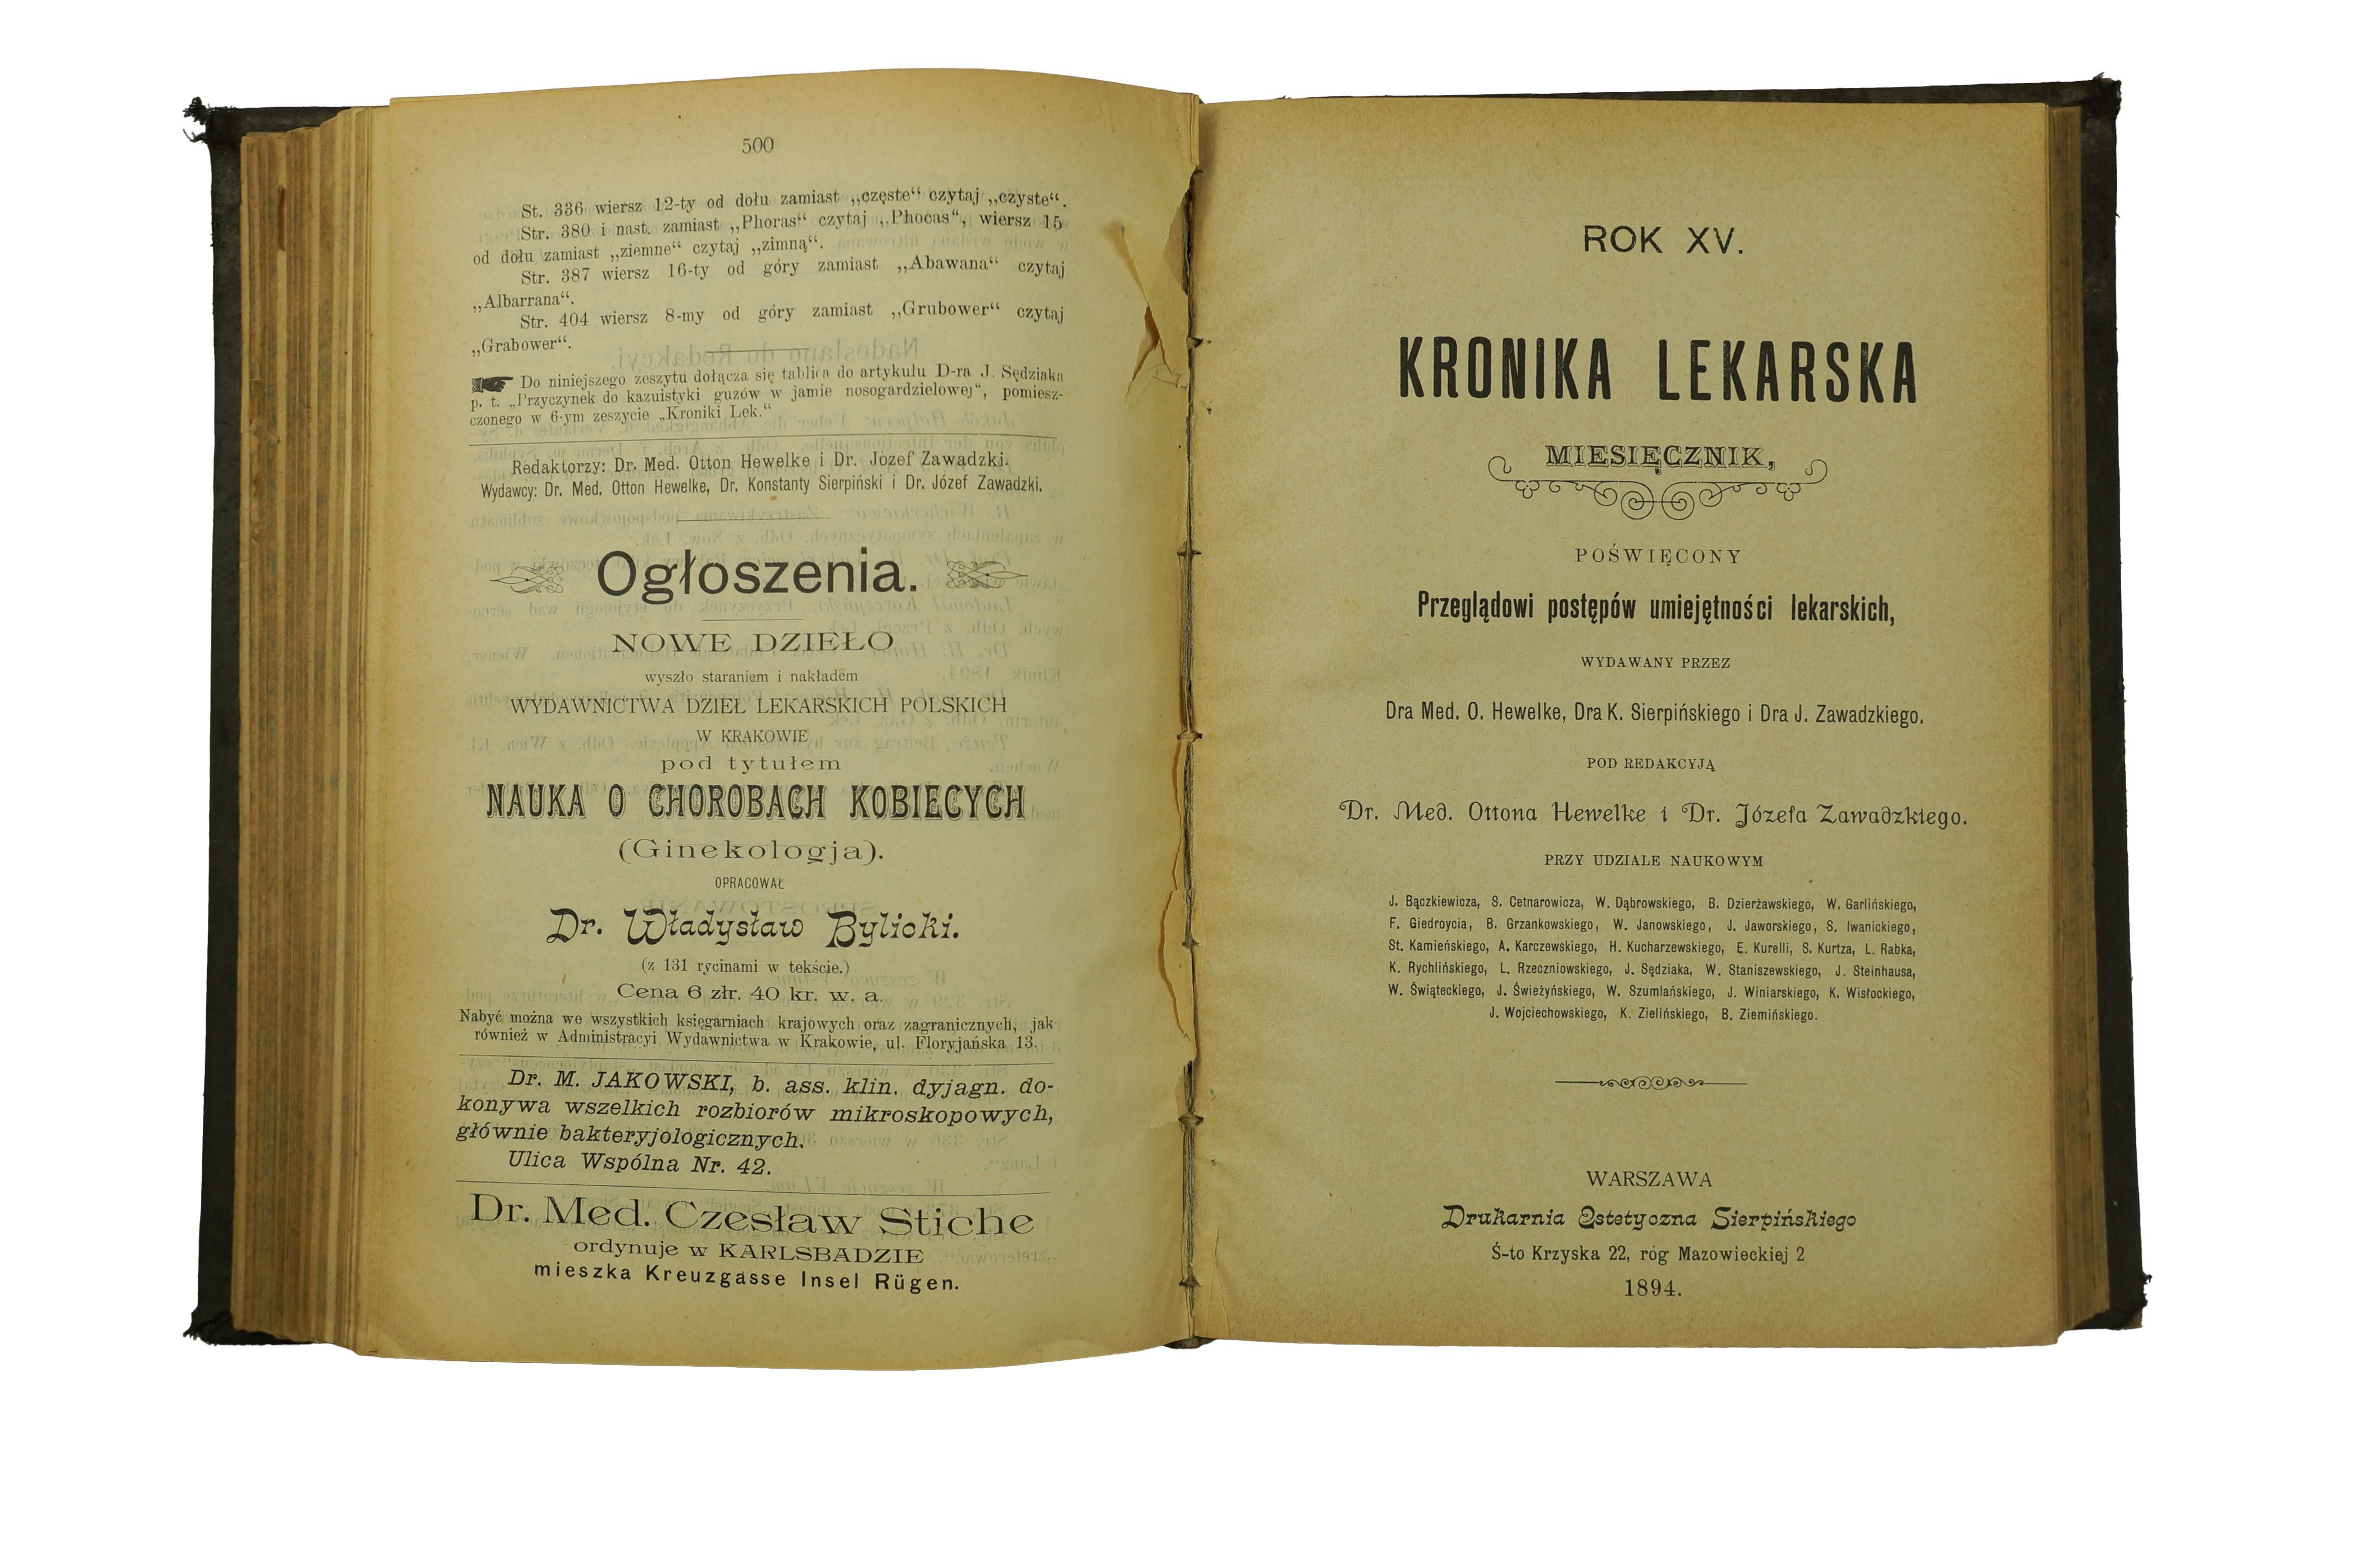 500
St. 336 wiersz 12-ty od dołu zamiast „częste“ czytaj „czyste“.
Str. 380 i nast. zamiast „Phoras“ czytaj „Phocas“, wiersz 15
od dołu zamiast „ziemne“ czytaj „zimną“.
Str. 387 wiersz 16-ty od góry zamiast „Abawana“ czytaj
„Albarrana“.
Str. 404 wiersz 8-my od góry zamiast „Grubower“ czytaj
„Grabower“.
Do niniejszego zeszytu dołącza się tablica do artykulu D-ra J. Sędziaka
p. t. „Przyczynek do kazuistyki guzów w jamie nosogardzielowej“, pomiesz-
czonego w 6-ym zeszycie „Kroniki Lek.“
Redaktorzy: Dr. Med. Otton Hewelke i Dr. Józef Zawadzki.
Wydawcy: Dr. Med. Otton Hewelke, Dr. Konstanty Sierpiński i Dr. Józef Zawadzki.
Ogłoszenia.
NOWE DZIEŁO
wyszło staraniem i nakładem
WYDAWNICTWA DZIEŁ LEKARSKICH POLSKICH
W KRAKOWIE
pod tytułem
NAUKA O CHOROBACH KOBIECYCH
(Ginekologja).
OPRACOWAŁ
Dr. Władysław Bylicki.
(z 131 rycinami w tekście.)
Cena 6 złr. 40 kr. w. a.
Nabyć można we wszystkich księgarniach krajowych oraz zagranicznych, jak
również w Administracyi Wydawnictwa w Krakowie, ul. Floryjańska 13.
Dr. M. JAKOWSKI, b. ass. klin. dyjagn. do-
konywa wszelkich rozbiorów mikroskopowych,
głównie bakteryjologicznych.
Ulica Wspólna Nr. 42.
Dr. Med. Czesław Stiche
ordynuje w KARLSBADZIE
mieszka Kreuzgasse Insel Rügen.
ROK XV.
KRONIKA LEKARSKA
MIESIĘCZNIK,
POŚWIĘCONY
Przeglądowi postępów umiejętności lekarskich,
WYDAWANY PRZEZ
Dra Med. O. Hewelke, Dra K. Sierpińskiego i Dra J. Zawadzkiego.
POD REDAKCYJĄ
Dr. Med. Ottona Hewelke i Dr. Józefa Zawadzkiego.
PRZY UDZIALE NAUKOWYM
J. Bączkiewicza, S. Cetnarowicza, W. Dąbrowskiego, B. Dzierżawskiego, W. Garlińskiego,
F. Giedroycia, B. Grzankowskiego, W. Janowskiego, J. Jaworskiego, S. Iwanickiego,
St. Kamieńskiego, A. Karczewskiego, H. Kucharzewskiego, E. Kurelli, S. Kurtza, L. Rabka,
K. Rychlińskiego, L. Rzeczniowskiego, J. Sędziaka, W. Staniszewskiego, J. Steinhausa,
W. Świąteckiego, J. Świeżyńskiego, W. Szumlańskiego, J. Winiarskiego, K. Wisłockiego,
J. Wojciechowskiego, K. Zielińskiego, B. Ziemińskiego.
WARSZAWA
Drukarnia Estetyczna Sierpińskiego
Ś-to Krzyska 22, róg Mazowieckiej 2
1894.